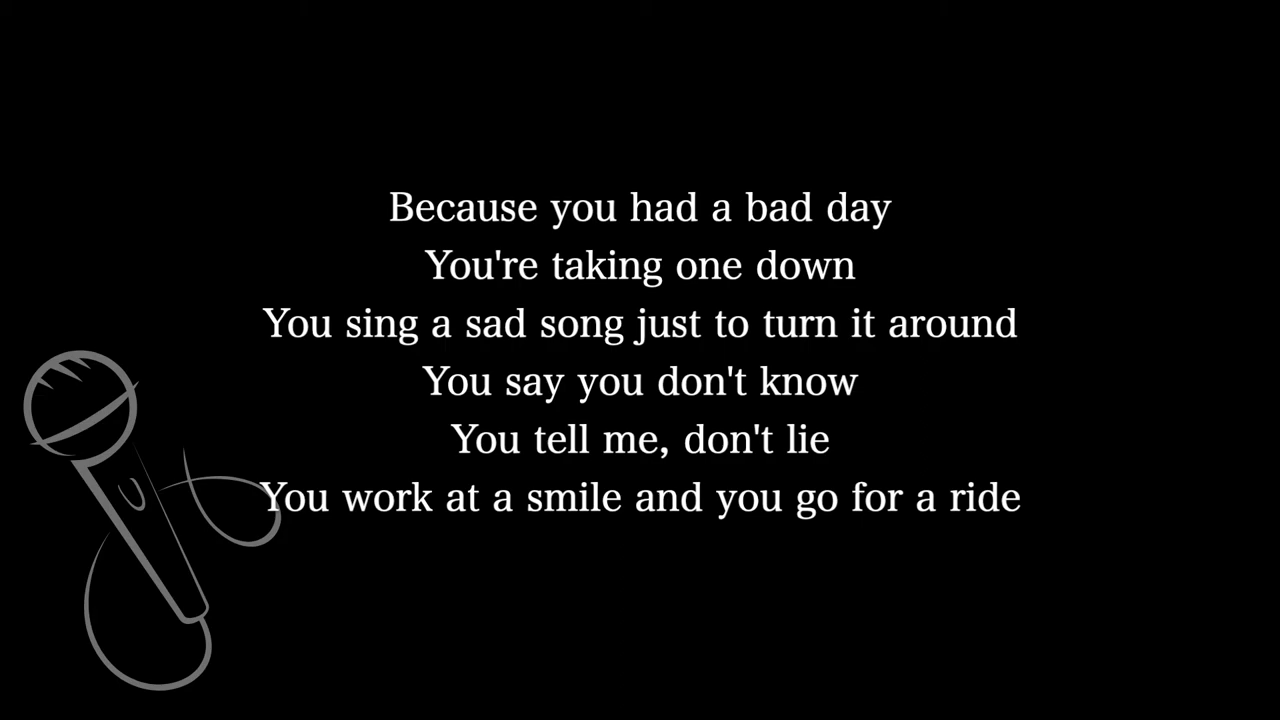 Because you had a bad day
You're taking one down
You sing a sad song just to turn it around
You say you don't know
You tell me, don't lie
You work at a smile and you go for a ride